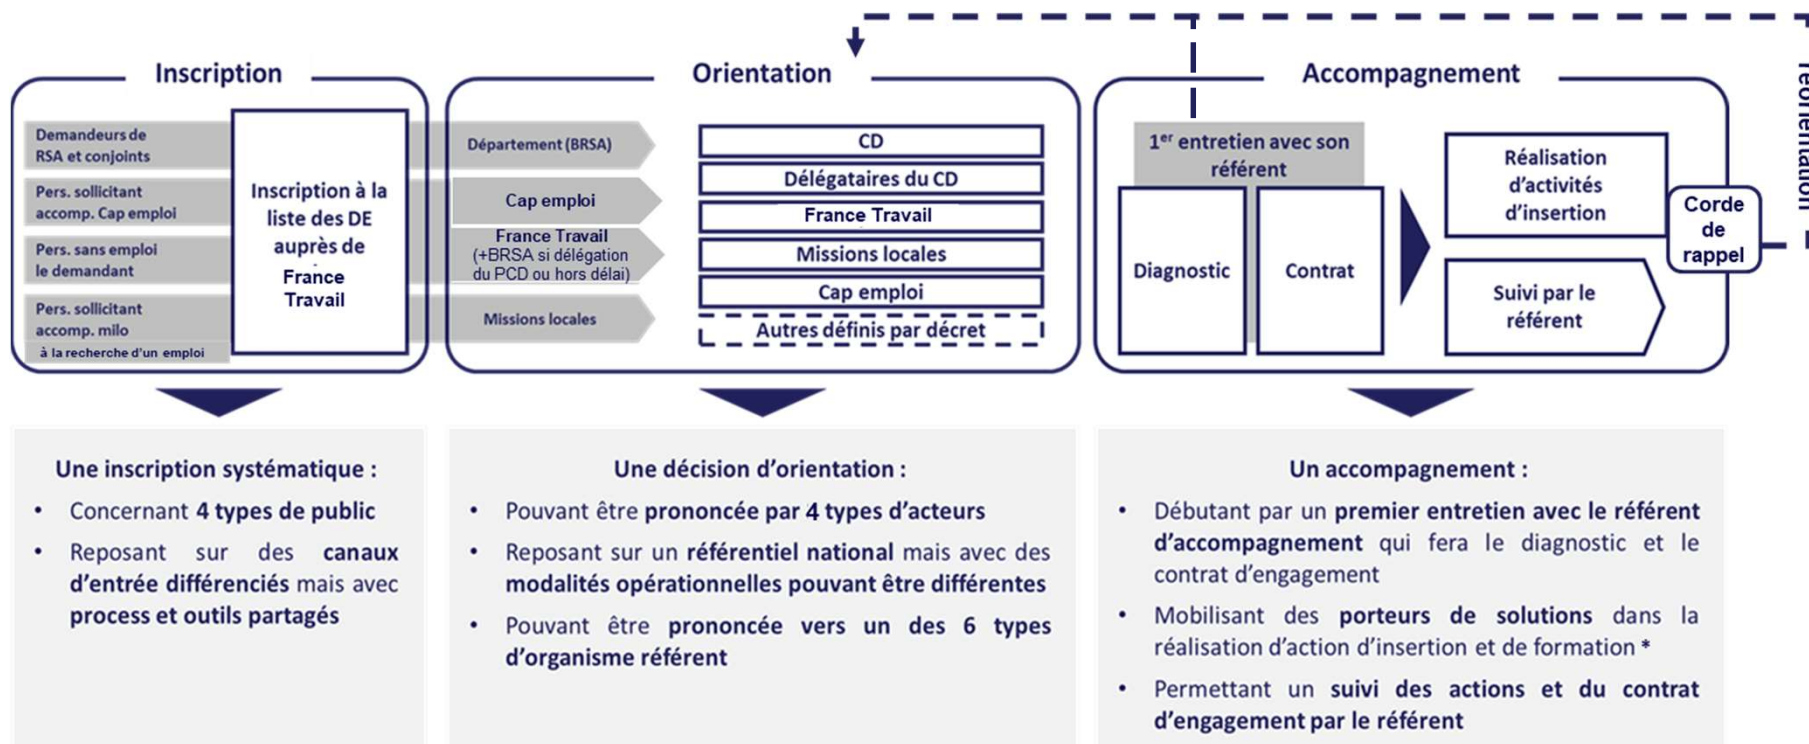 Inscription
Demandeurs de
RSA et conjoints
Pers. sollicitant
accomp. Cap emploi
Pers. sans emploi
le demandant
Pers. sollicitant
accomp. milo
à la recherche d'un emploi
Inscription à la
liste des DE
auprès de
France
Travail
Orientation
Département (BRSA)
Cap emploi
France Travail
(+BRSA si délégation
du PCD ou hors délai)
Missions locales
CD
Délégataires du CD
France Travail
Missions locales
Cap emploi
Autres définis par décret
Accompagnement
1er entretien avec son
référent
Diagnostic
Contrat
Réalisation
d'activités
d'insertion
Suivi par le
référent
Corde
de
rappel
réorientation
Une inscription systématique :
• Concernant 4 types de public
• Reposant sur des canaux
d'entrée différenciés mais avec
process et outils partagés
Une décision d'orientation :
• Pouvant être prononcée par 4 types d'acteurs
• Reposant sur un référentiel national mais avec des
modalités opérationnelles pouvant être différentes
• Pouvant être prononcée vers un des 6 types
d'organisme référent
Un accompagnement :
• Débutant par un premier entretien avec le référent
d'accompagnement qui fera le diagnostic et le
contrat d'engagement
• Mobilisant des porteurs de solutions dans la
réalisation d'action d'insertion et de formation *
• Permettant un suivi des actions et du contrat
d'engagement par le référent